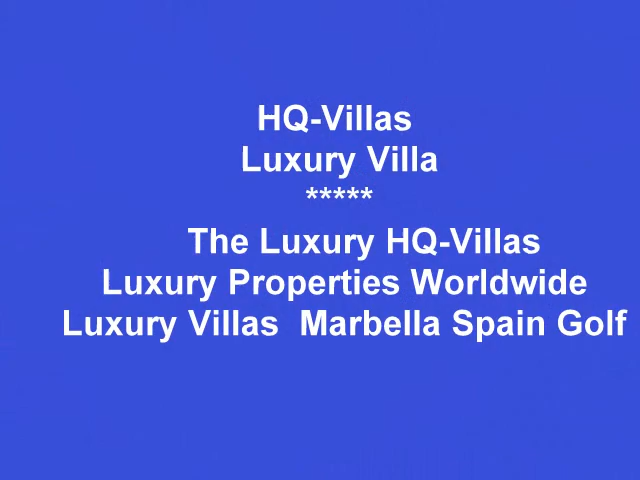 HQ-Villas
Luxury Villa
*****
The Luxury HQ-Villas
Luxury Properties Worldwide
Luxury Villas  Marbella Spain Golf